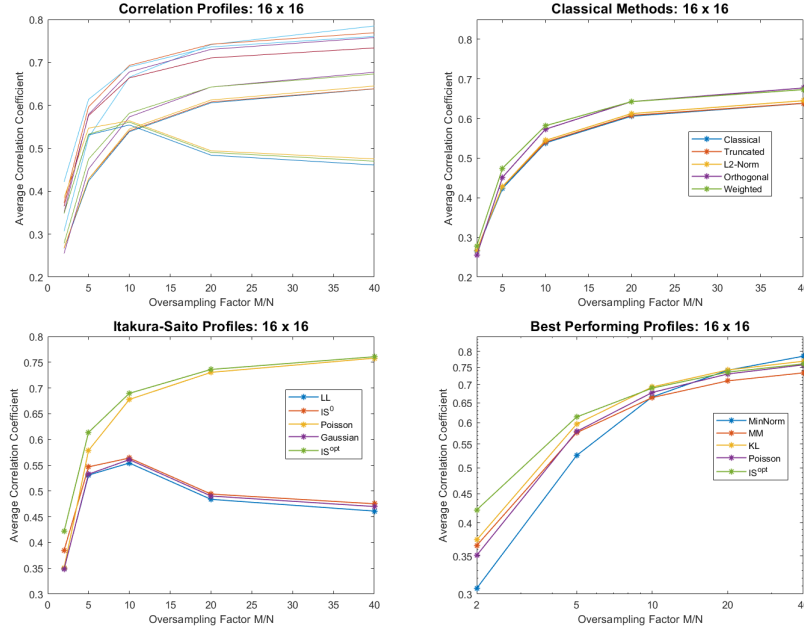 Correlation Profiles: 16 x 16
Average Correlation Coefficient
0.8
0.7
0.6
0.5
0.4
0.3
0.2
0 5 10 15 20 25 30 35 40
Oversampling Factor M/N
Classical Methods: 16 x 16
Average Correlation Coefficient
0.8
0.7
0.6
0.5
0.4
0.3
0.2
5 10 15 20 25 30 35 40
Oversampling Factor M/N
Classical
Truncated
L2-Norm
Orthogonal
Weighted
Itakura-Saito Profiles: 16 x 16
Average Correlation Coefficient
0.8
0.75
0.7
0.65
0.6
0.55
0.5
0.45
0.4
0.35
0.3
0 5 10 15 20 25 30 35 40
Oversampling Factor M/N
LL
IS^0
Poisson
Gaussian
IS^opt
Best Performing Profiles: 16 x 16
Average Correlation Coefficient
0.8
0.75
0.7
0.65
0.6
0.55
0.5
0.45
0.4
0.35
0.3
2 5 10 20 40
Oversampling Factor M/N
MinNorm
MM
KL
Poisson
IS^opt